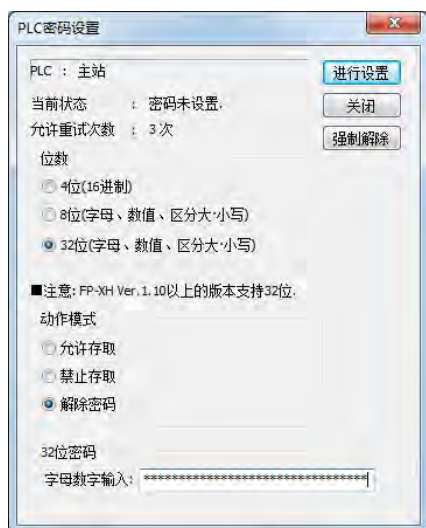 PLC密码设置
PLC : 主站
进行设置
当前状态 : 密码未设置.
关闭
允许重试次数 : 3次
强制解除
位数
4位(16进制)
8位(字母、数值、区分大·小写)
32位(字母、数值、区分大·小写)
■注意: FP-XH Ver.1.10以上的版本支持32位.
动作模式
允许存取
禁止存取
解除密码
32位密码
字母数字输入: ********************************